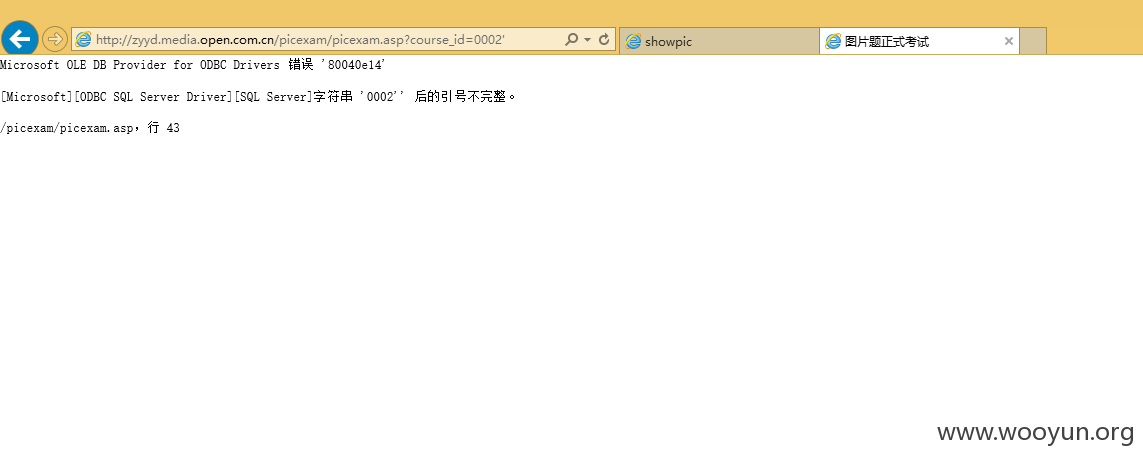 http://zyyd.media.open.com.cn/picexam/picexam.asp?course_id=0002'
showpic
图片题正式考试
Microsoft OLE DB Provider for ODBC Drivers 错误 '80040e14'
[Microsoft][ODBC SQL Server Driver][SQL Server]字符串 '0002'' 后的引号不完整。
/picexam/picexam.asp，行 43
www.wooyun.org